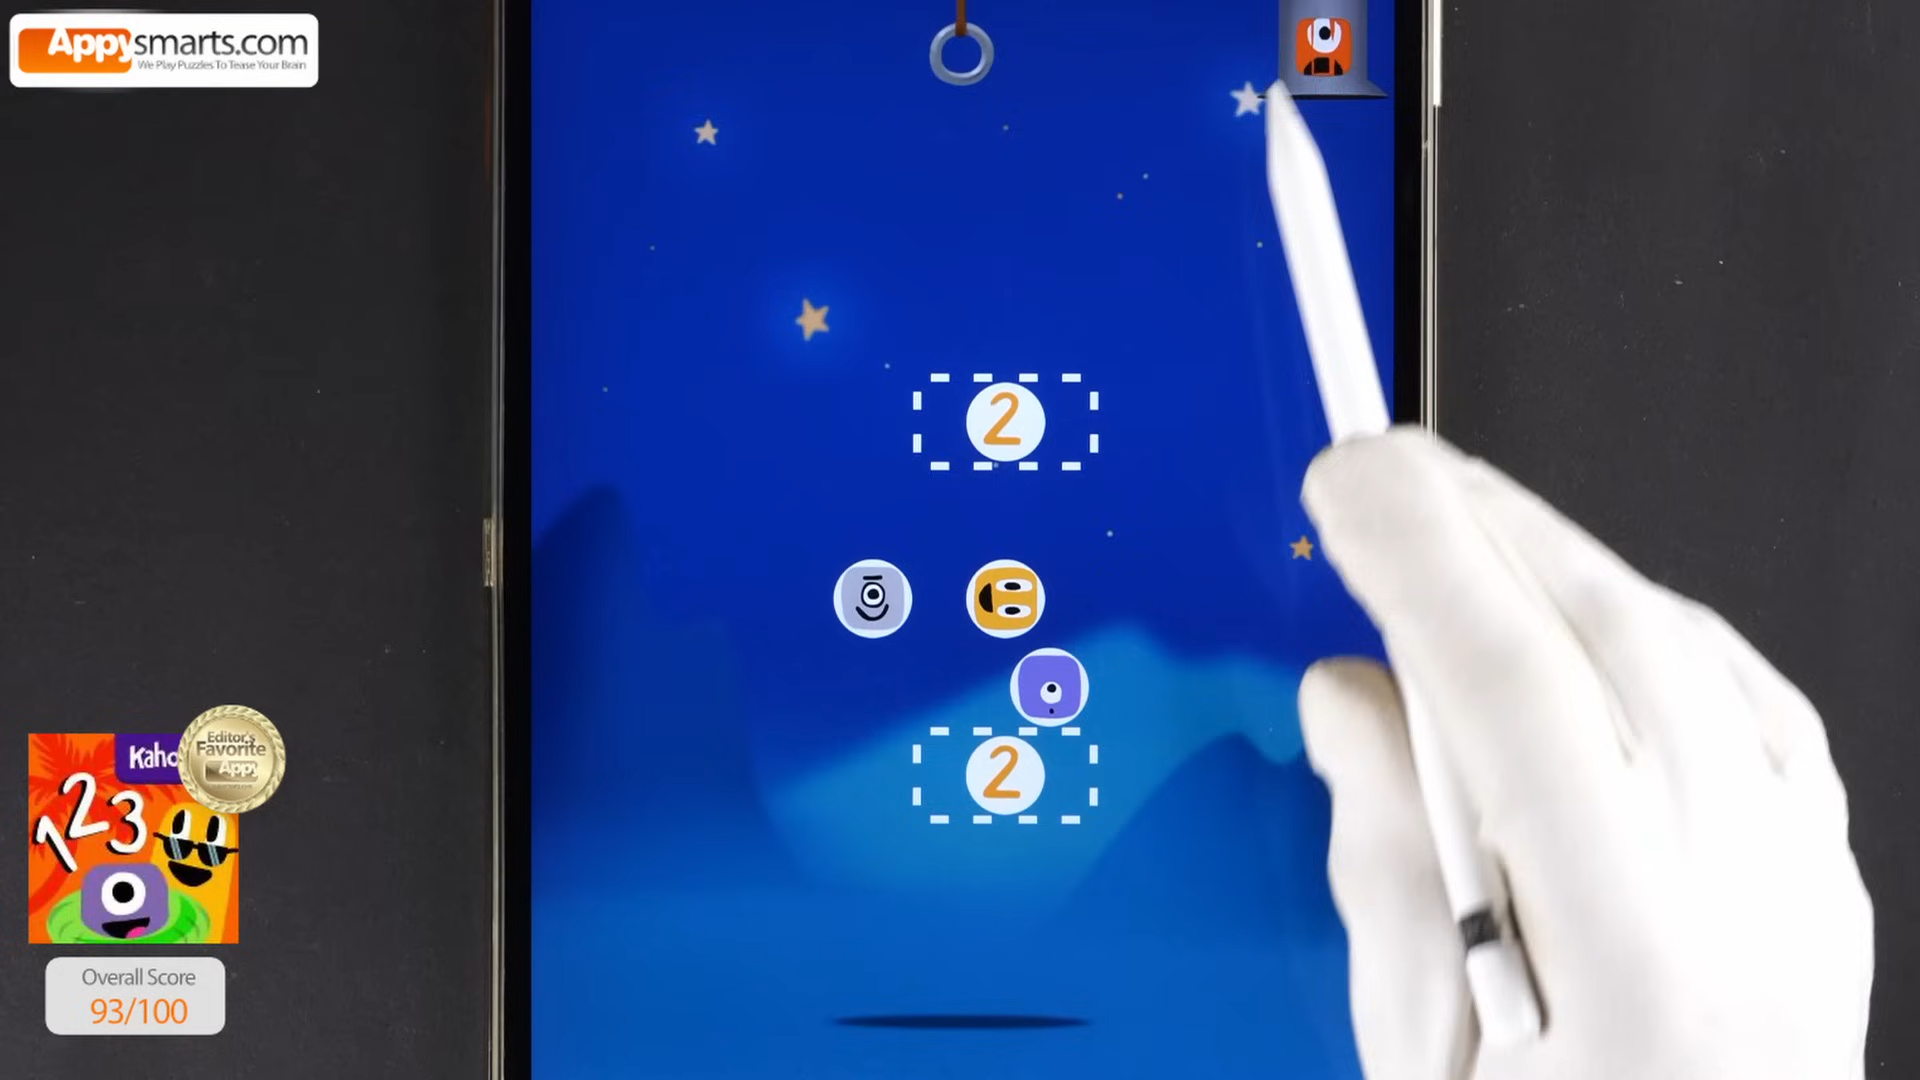 Appysmarts.com
We Play Puzzles To Tease Your Brain
2
2
Editor's
Favorite
Appy
Kaho
123
Overall Score
93/100